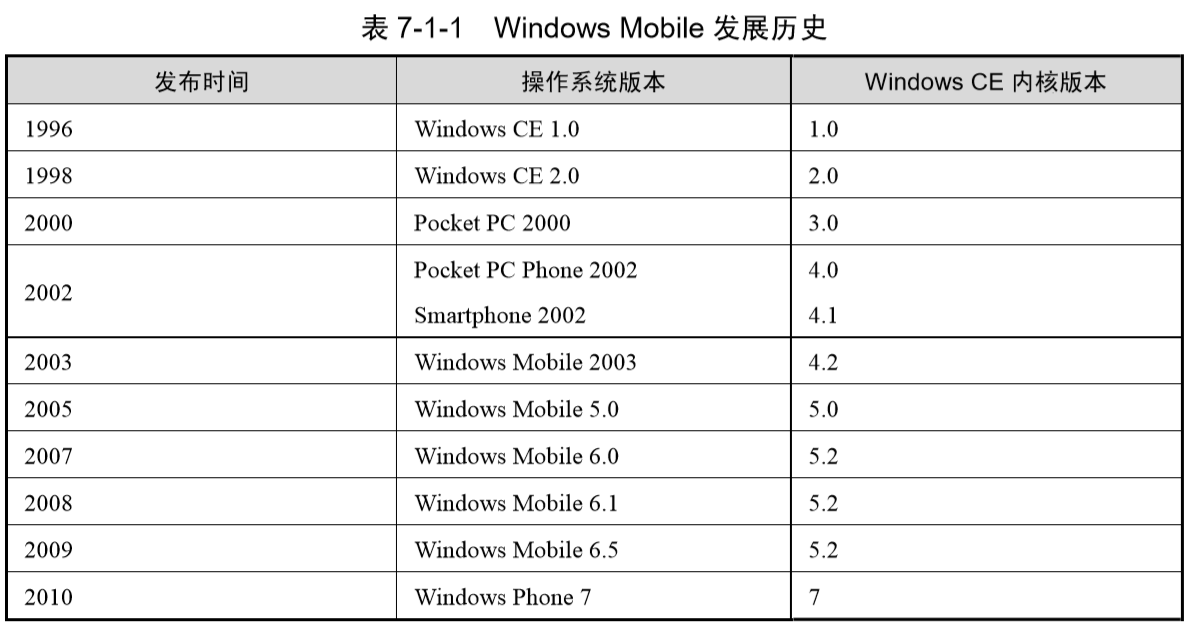 表 7-1-1 Windows Mobile 发展历史
发布时间 操作系统版本 Windows CE 内核版本
1996 Windows CE 1.0 1.0
1998 Windows CE 2.0 2.0
2000 Pocket PC 2000 3.0
2002 Pocket PC Phone 2002 4.0
Smartphone 2002 4.1
2003 Windows Mobile 2003 4.2
2005 Windows Mobile 5.0 5.0
2007 Windows Mobile 6.0 5.2
2008 Windows Mobile 6.1 5.2
2009 Windows Mobile 6.5 5.2
2010 Windows Phone 7 7